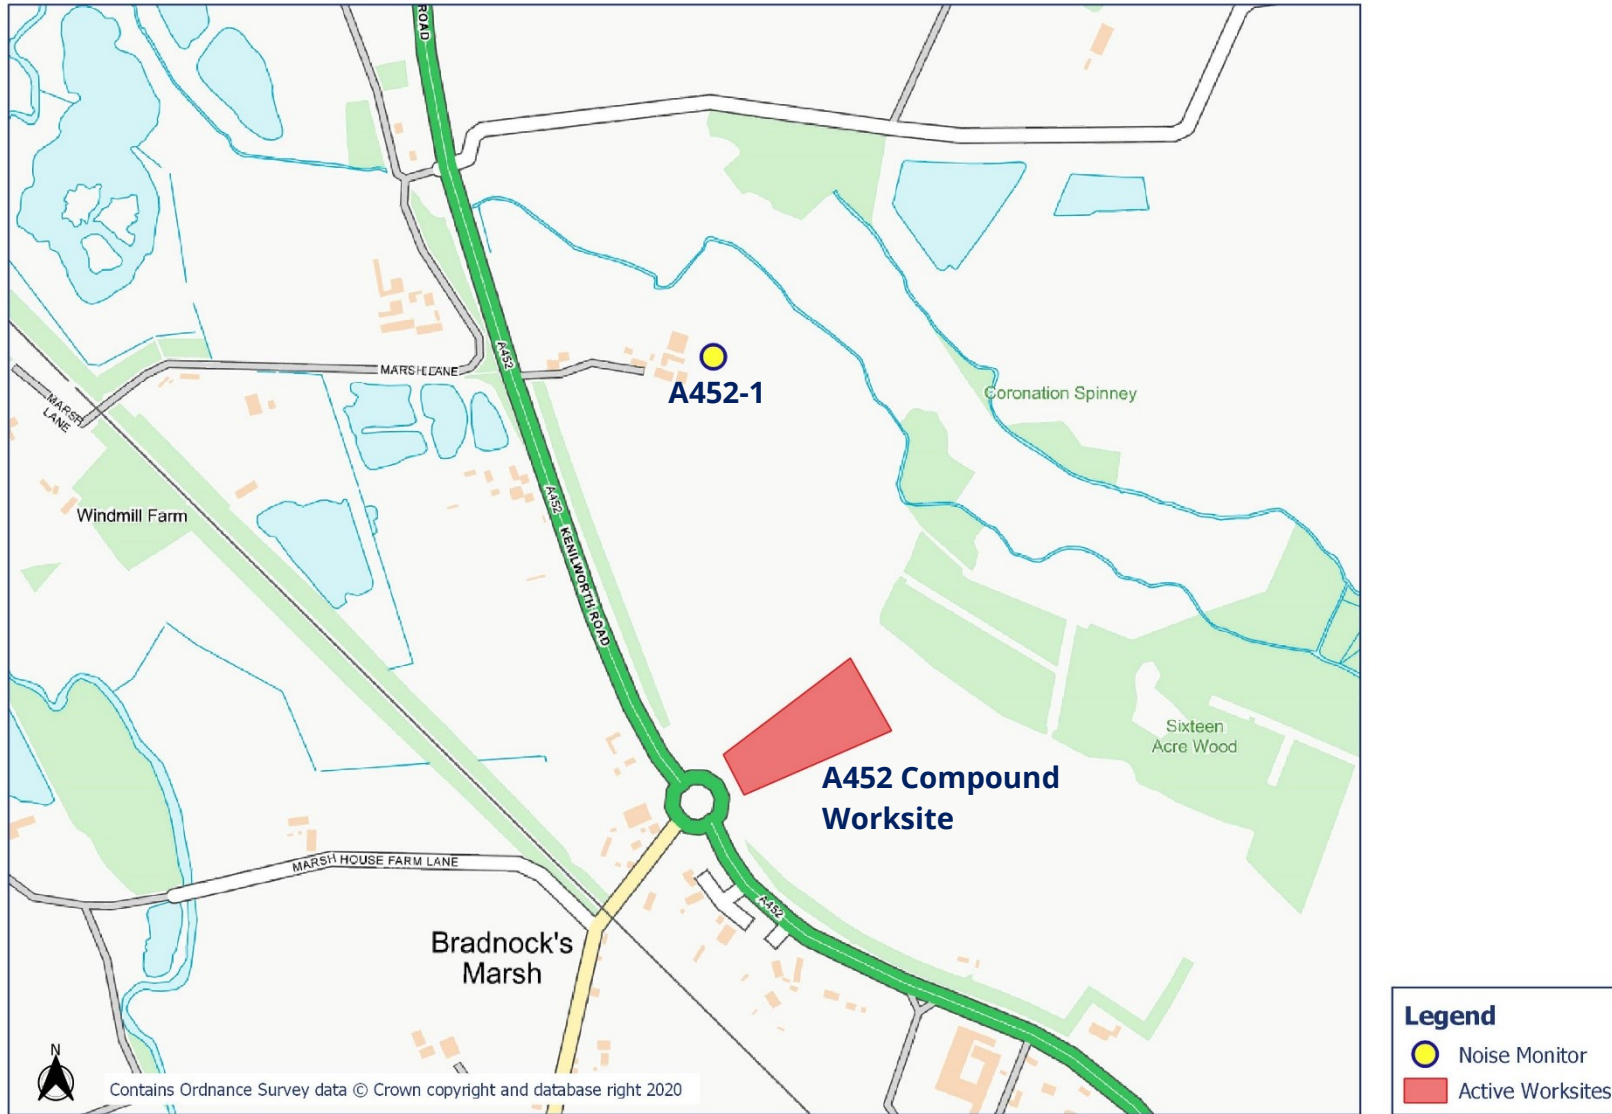 ROAD
A452
MARSH LANE
A452-1
Coronation Spinney
MARSH
LANE
A452
Windmill Farm
KENILWORTH ROAD
Sixteen
Acre Wood
A452 Compound
Worksite
MARSH HOUSE FARM LANE
A452
Bradnock's
Marsh
N
Contains Ordnance Survey data © Crown copyright and database right 2020
Legend
Noise Monitor
Active Worksites